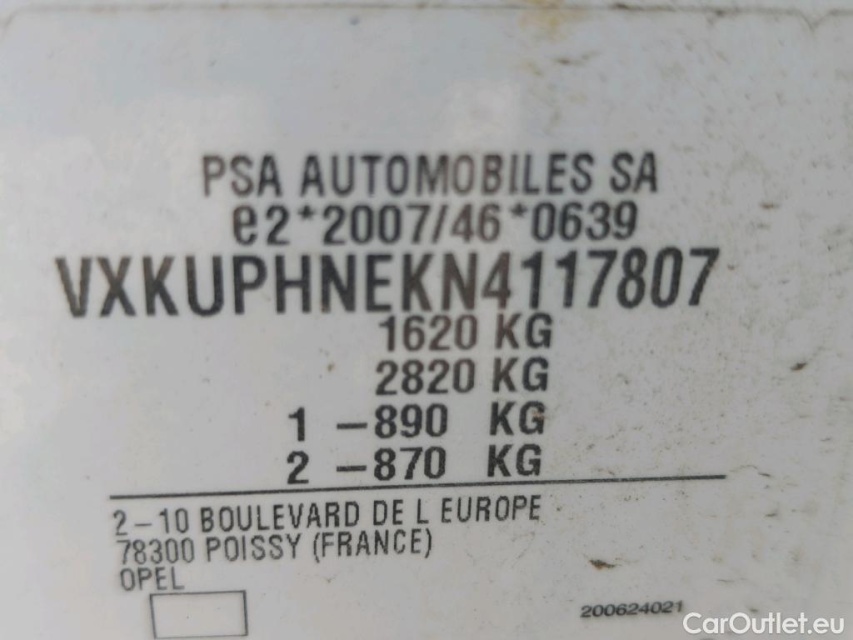 PSA AUTOMOBILES SA
e2*2007/46*0639
VXKUPHNEKN4117807
1620 KG
2820 KG
1 -890 KG
2 -870 KG
2-10 BOULEVARD DE L EUROPE
78300 POISSY (FRANCE)
OPEL
200624021
CarOutlet.eu